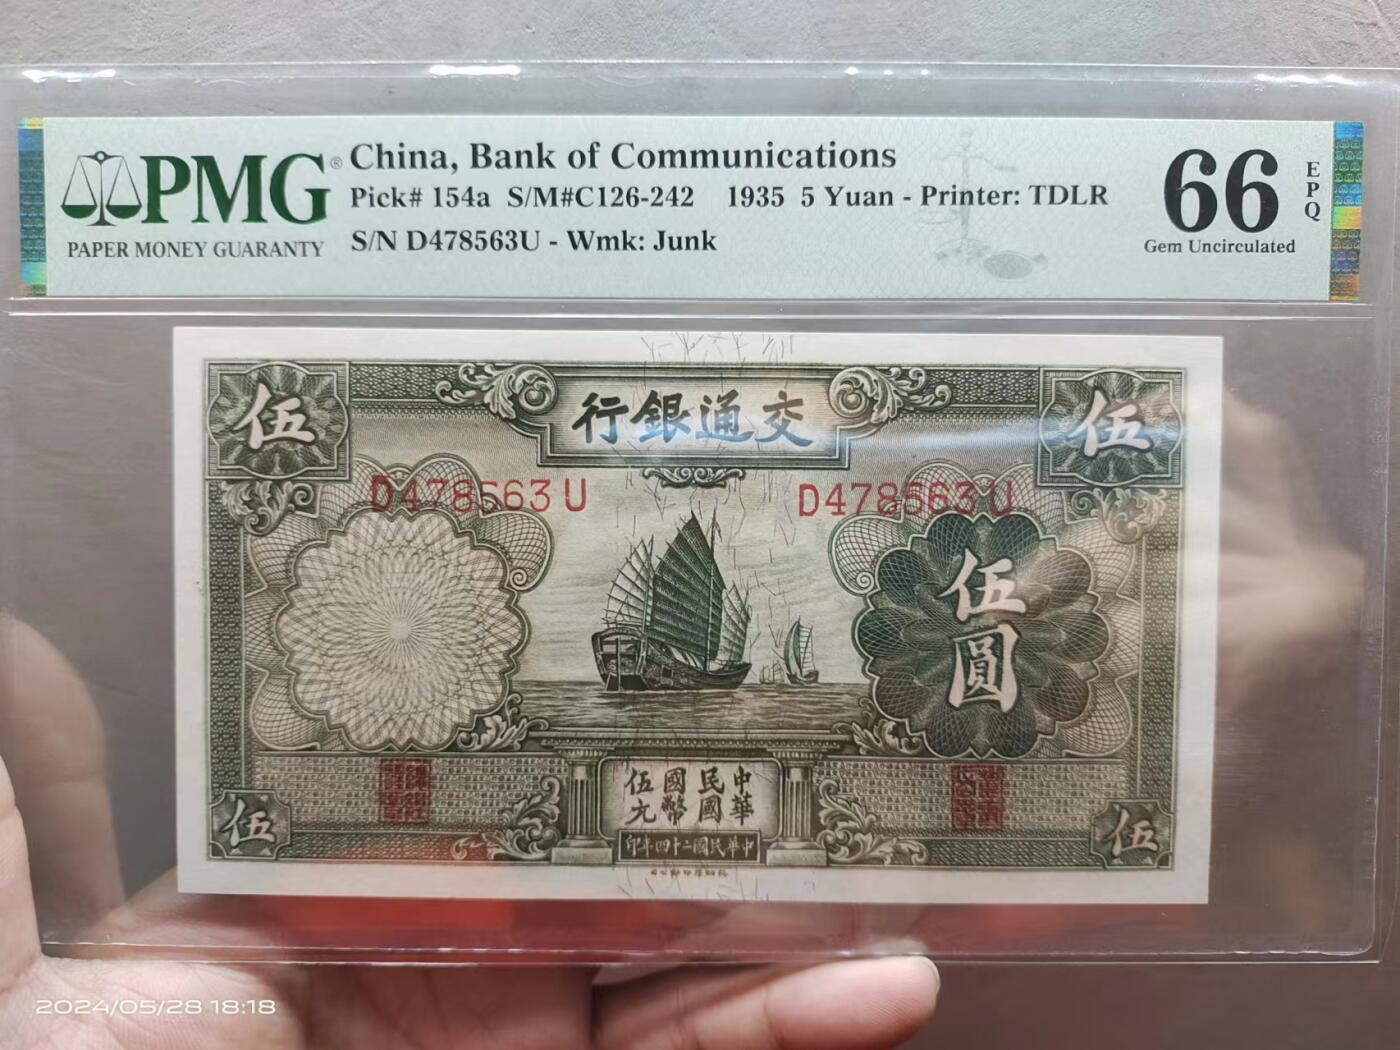 PMG® China, Bank of Communications
Pick# 154a S/M#C126-242 1935 5 Yuan - Printer: TDLR
PAPER MONEY GUARANTY S/N D478563U - Wmk: Junk
66 EPQ
Gem Uncirculated
伍 行銀通交 伍
D478563U D478563U
伍圓
中華
民國
國幣
伍元
伍 印年四十二國民華中 伍
2024/05/28 18:18